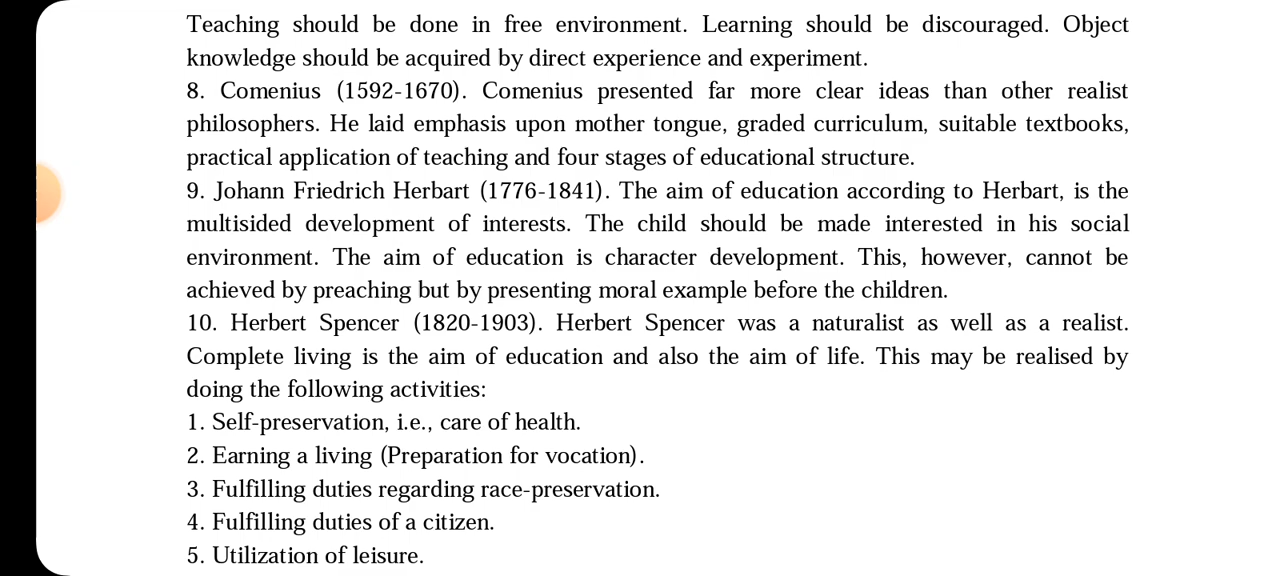 Teaching should be done in free environment. Learning should be discouraged. Object
knowledge should be acquired by direct experience and experiment.
8. Comenius (1592-1670). Comenius presented far more clear ideas than other realist
philosophers. He laid emphasis upon mother tongue, graded curriculum, suitable textbooks,
practical application of teaching and four stages of educational structure.
9. Johann Friedrich Herbart (1776-1841). The aim of education according to Herbart, is the
multisided development of interests. The child should be made interested in his social
environment. The aim of education is character development. This, however, cannot be
achieved by preaching but by presenting moral example before the children.
10. Herbert Spencer (1820-1903). Herbert Spencer was a naturalist as well as a realist.
Complete living is the aim of education and also the aim of life. This may be realised by
doing the following activities:
1. Self-preservation, i.e., care of health.
2. Earning a living (Preparation for vocation).
3. Fulfilling duties regarding race-preservation.
4. Fulfilling duties of a citizen.
5. Utilization of leisure.